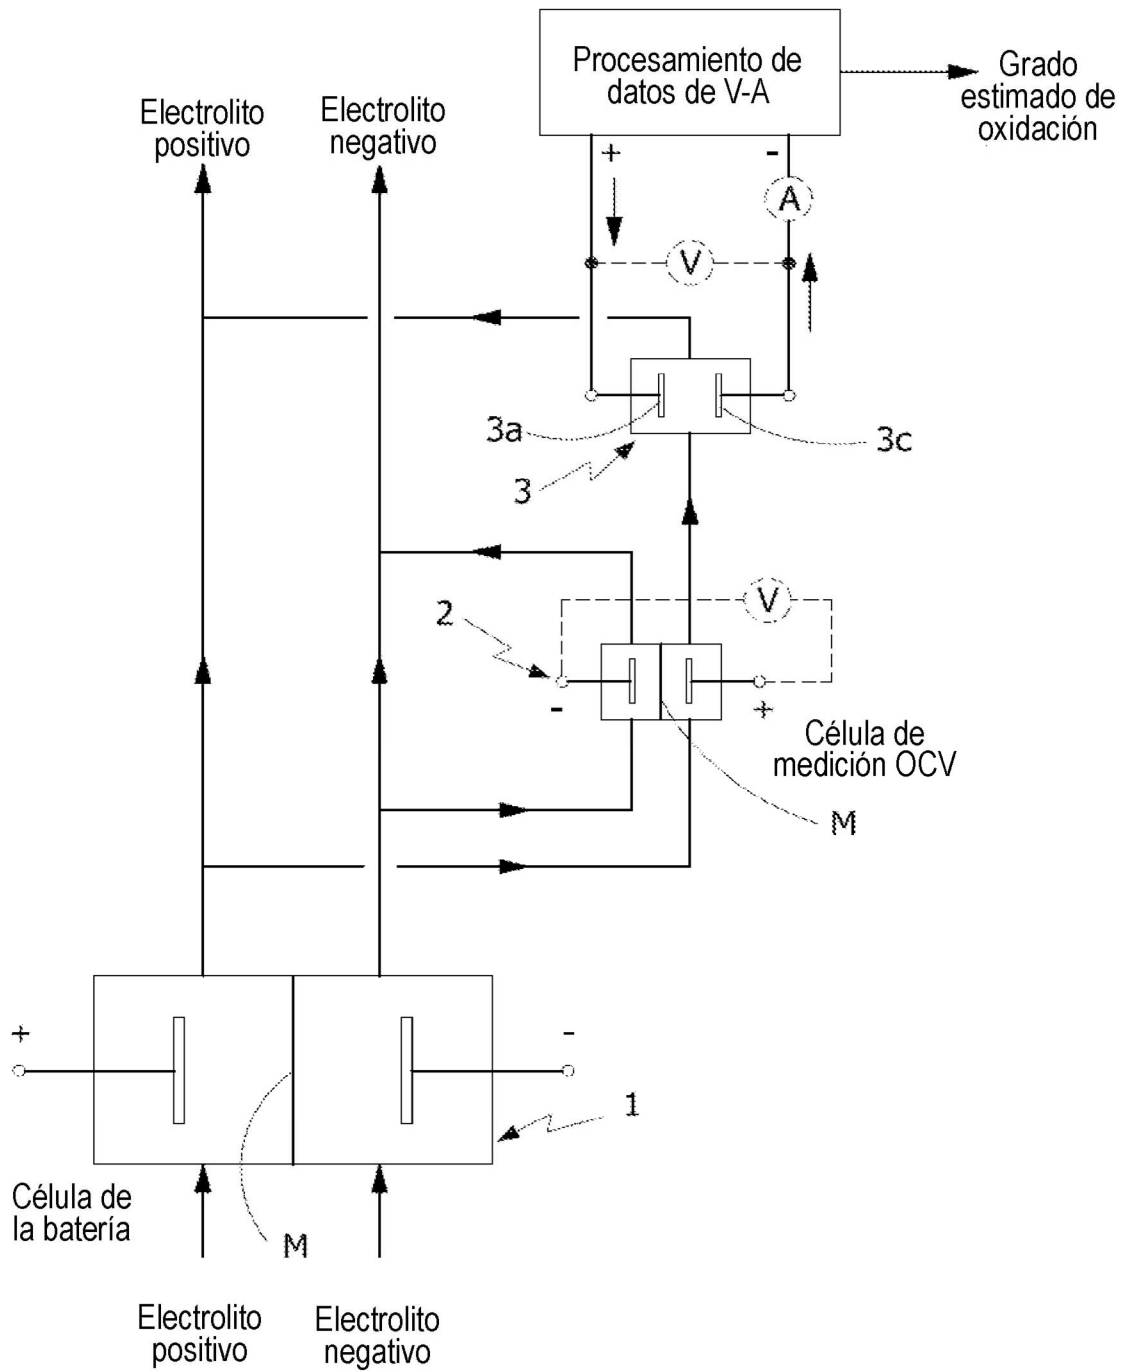 Procesamiento de
datos de V-A
Grado
estimado de
oxidación
Electrolito
positivo
Electrolito
negativo
+
-
A
V
3a
3c
3
2
V
-
+
Célula de
medición OCV
M
+
-
1
Célula de
la batería
M
Electrolito
positivo
Electrolito
negativo